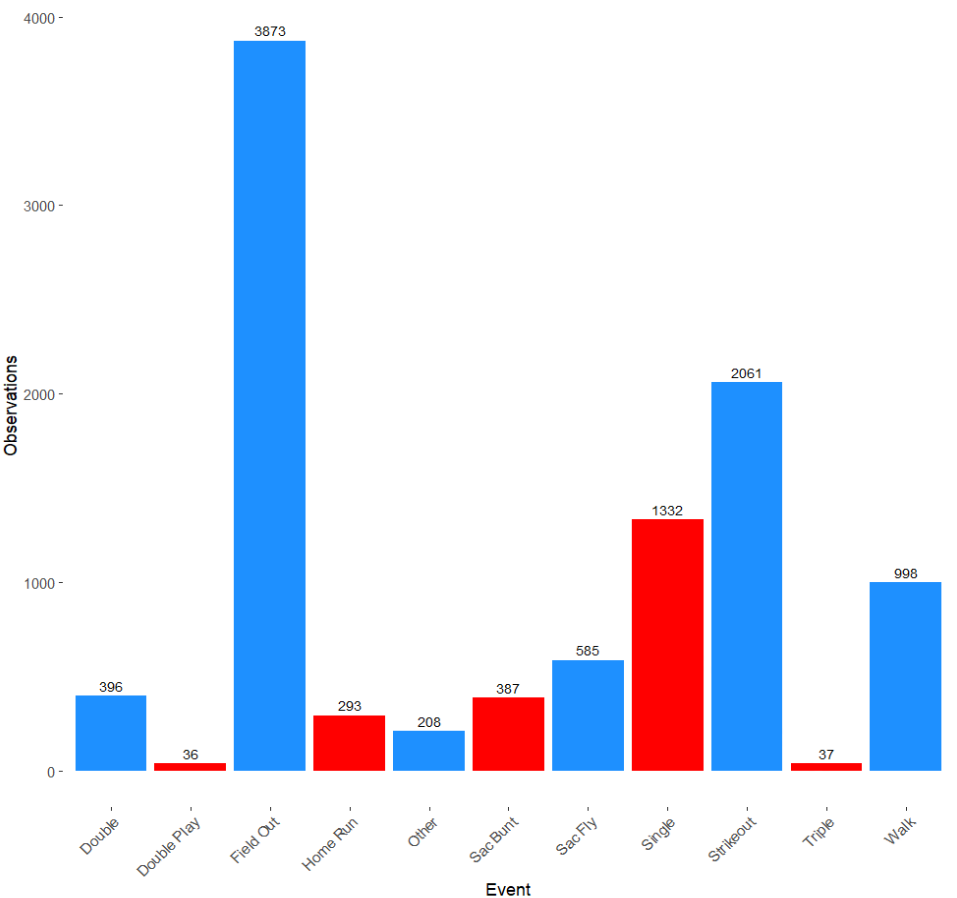 4000
3000
2000
1000
0
Observations
396
36
3873
293
208
387
585
1332
2061
37
998
Double
Double Play
Field Out
Home Run
Other
Sac Bunt
Sac Fly
Single
Strikeout
Triple
Walk
Event